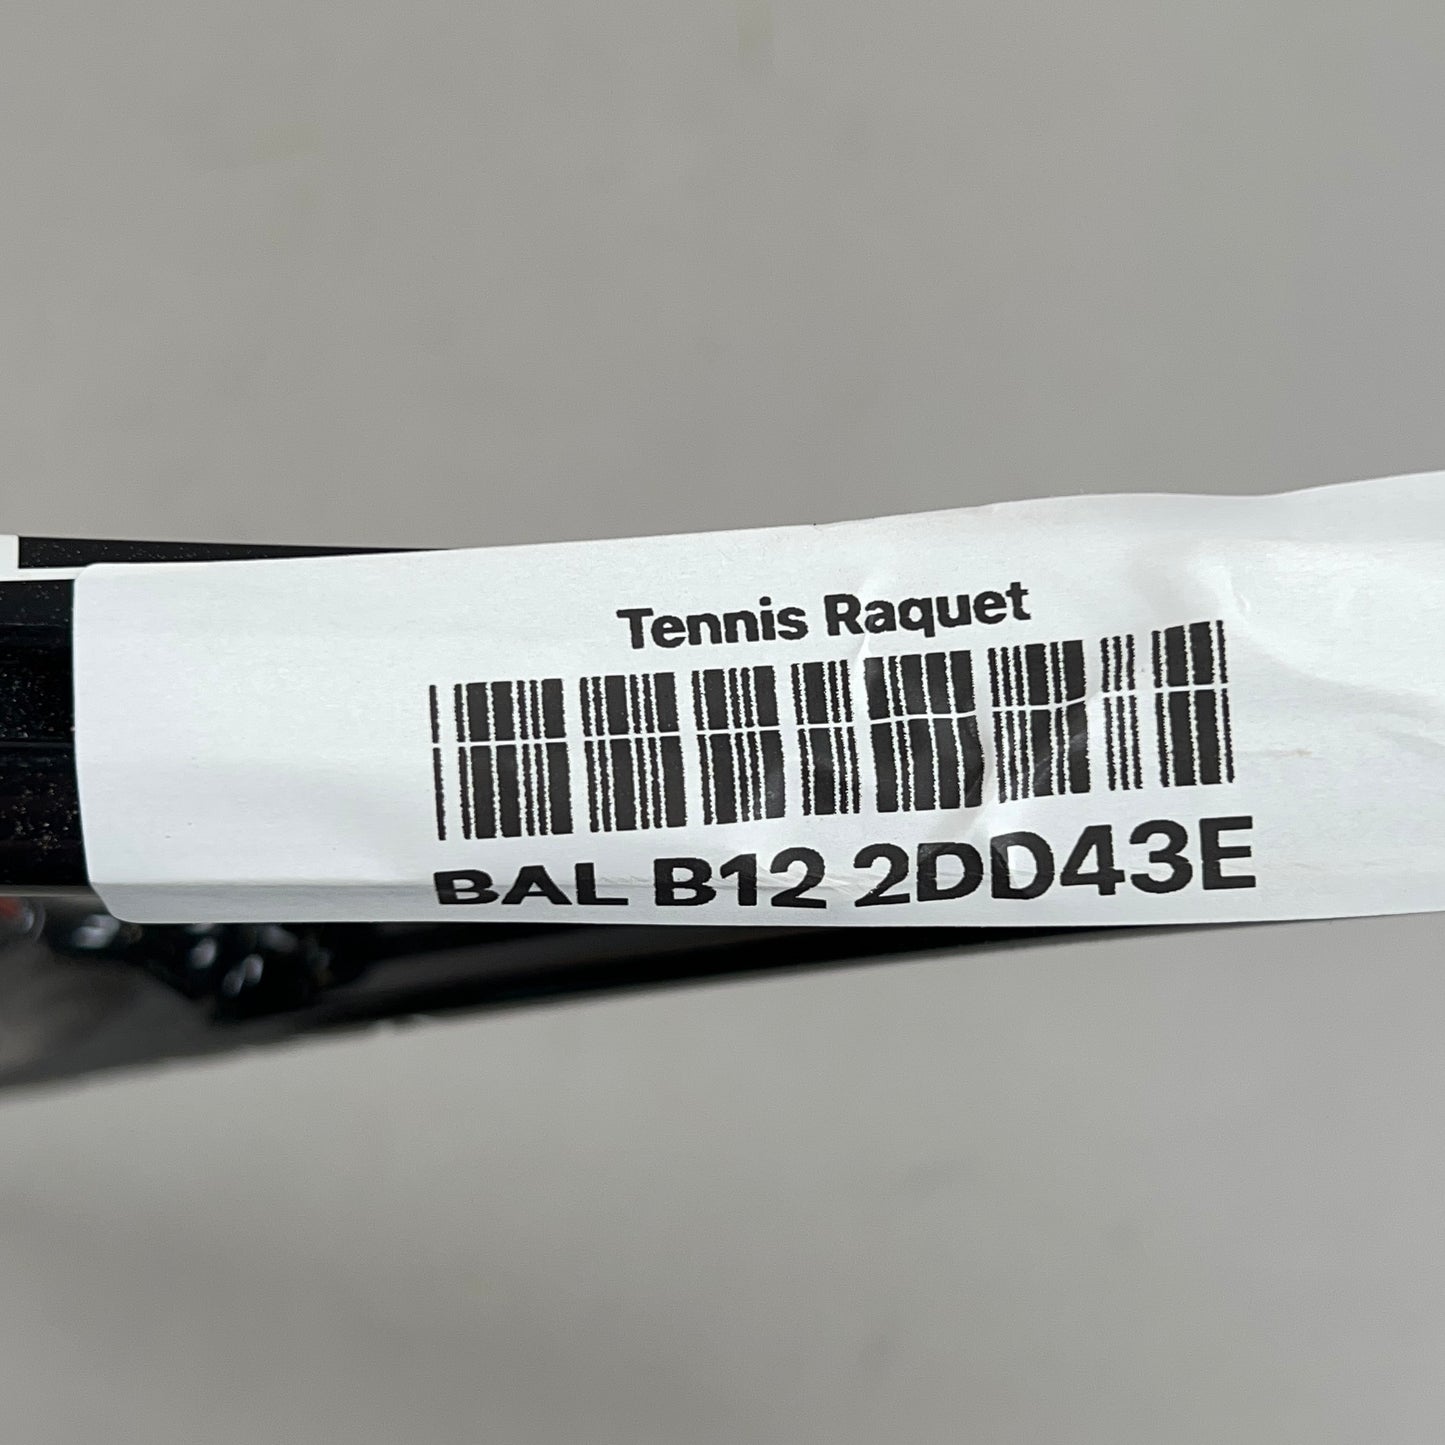 Tennis Raquet
BAL B12 2DD43E